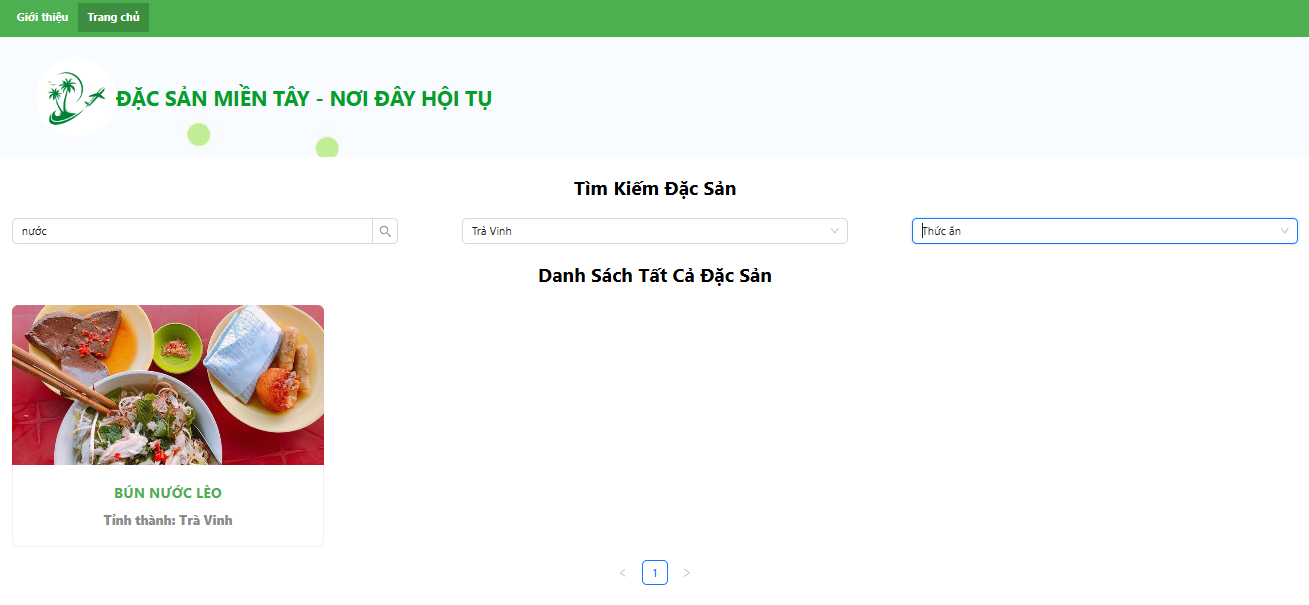 Giới thiệu Trang chủ
ĐẶC SẢN MIỀN TÂY - NƠI ĐÂY HỘI TỤ
Tìm Kiếm Đặc Sản
nước Trà Vinh Thức ăn
Danh Sách Tất Cả Đặc Sản
BÚN NƯỚC LÈO
Tỉnh thành: Trà Vinh
1